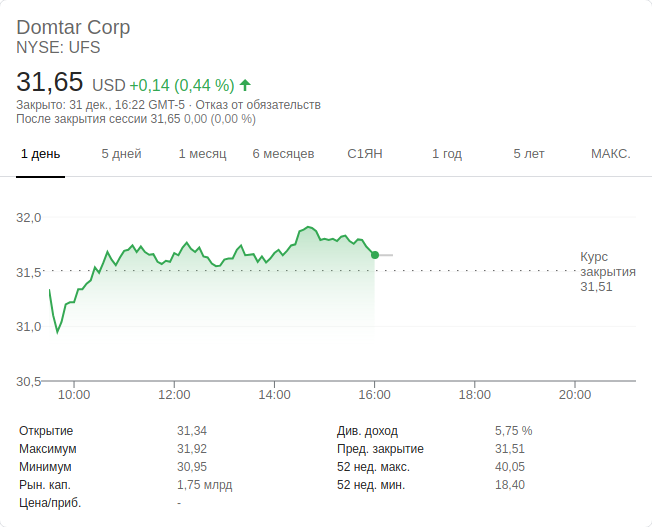 Domtar Corp
NYSE: UFS
31,65 USD +0,14 (0,44 %)
Закрыто: 31 дек., 16:22 GMT-5 · Отказ от обязательств
После закрытия сессии 31,65 0,00 (0,00 %)
1 день 5 дней 1 месяц 6 месяцев С1ЯН 1 год 5 лет МАКС.
32,0
31,5
31,0
30,5
Курс
закрытия
31,51
10:00 12:00 14:00 16:00 18:00 20:00
Открытие 31,34 Див. доход 5,75 %
Максимум 31,92 Пред. закрытие 31,51
Минимум 30,95 52 нед. макс. 40,05
Рын. кап. 1,75 млрд 52 нед. мин. 18,40
Цена/приб. -